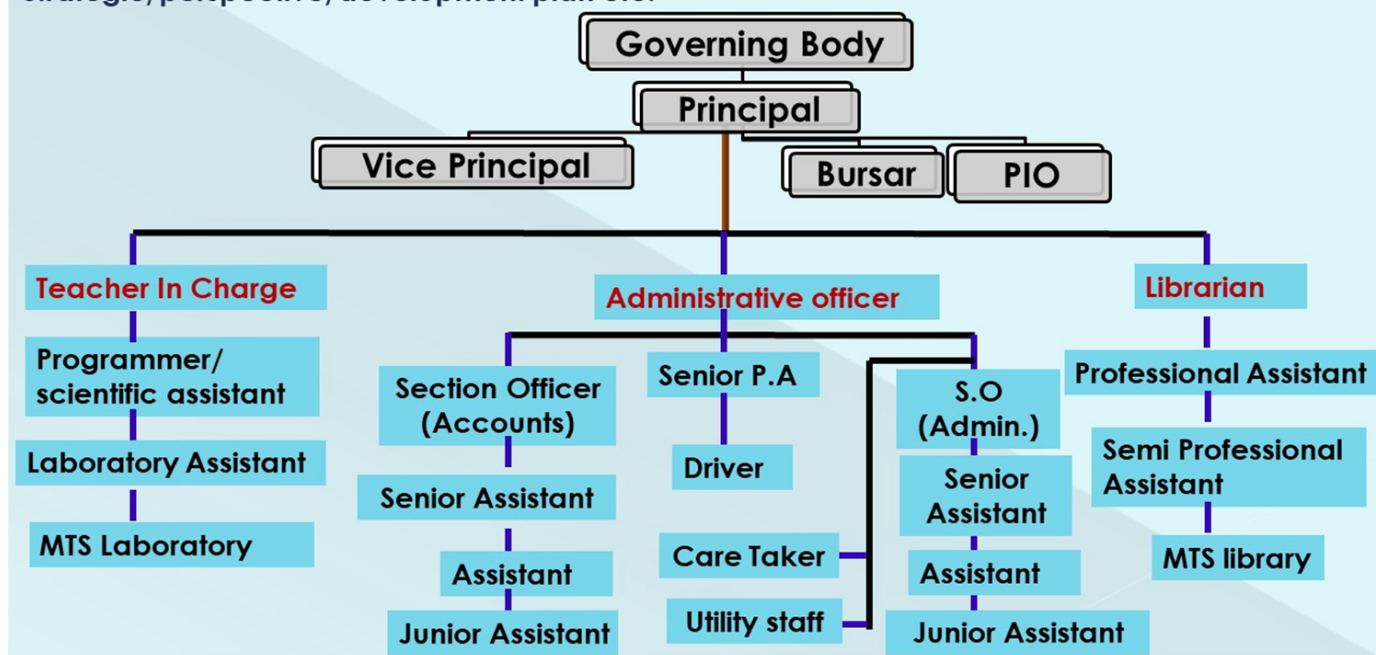 Governing Body
Principal
Vice Principal
Bursar
PIO
Teacher In Charge
Administrative officer
Librarian
Programmer/
scientific assistant
Laboratory Assistant
MTS Laboratory
Section Officer
(Accounts)
Senior Assistant
Assistant
Junior Assistant
Senior P.A
Driver
Care Taker
Utility staff
S.O
(Admin.)
Senior
Assistant
Assistant
Junior Assistant
Professional Assistant
Semi Professional
Assistant
MTS library